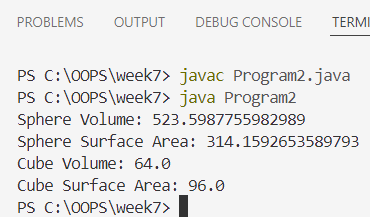 PROBLEMS OUTPUT DEBUG CONSOLE TERMI
PS C:\OOPS\week7> javac Program2.java
PS C:\OOPS\week7> java Program2
Sphere Volume: 523.5987755982989
Sphere Surface Area: 314.1592653589793
Cube Volume: 64.0
Cube Surface Area: 96.0
PS C:\OOPS\week7>